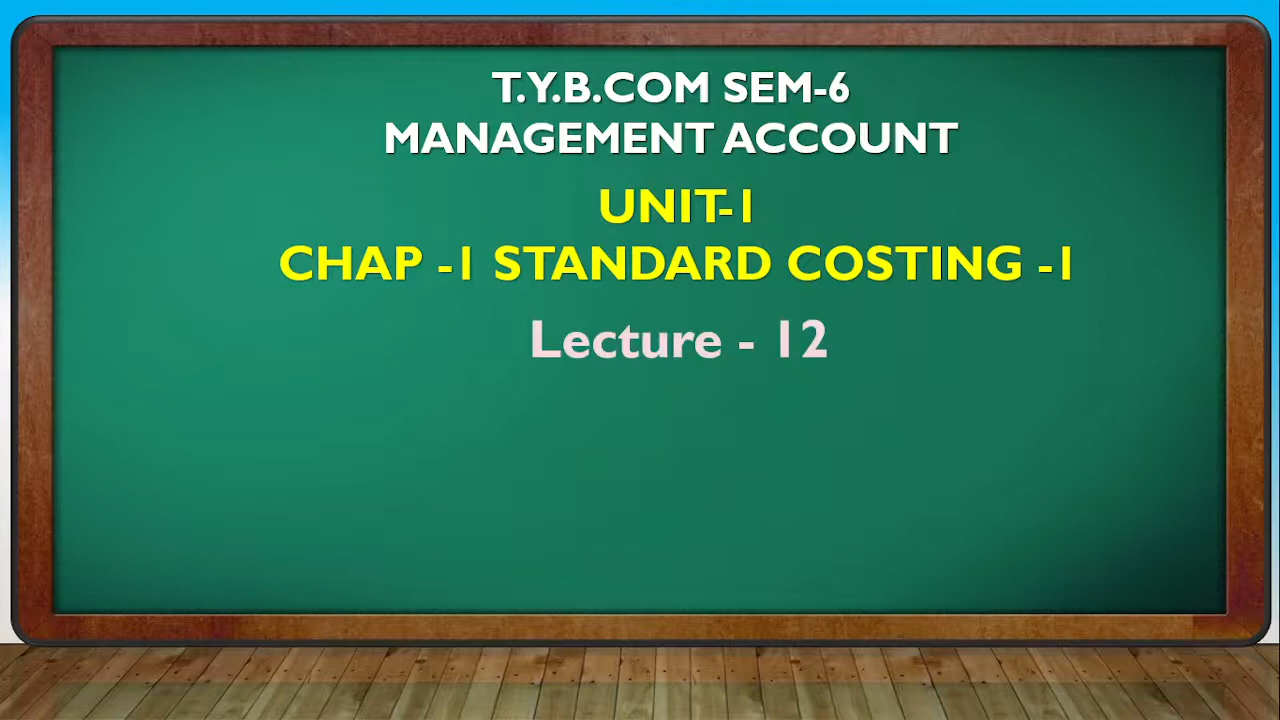 T.Y.B.COM SEM-6
MANAGEMENT ACCOUNT
UNIT-1
CHAP -1 STANDARD COSTING -1
Lecture - 12